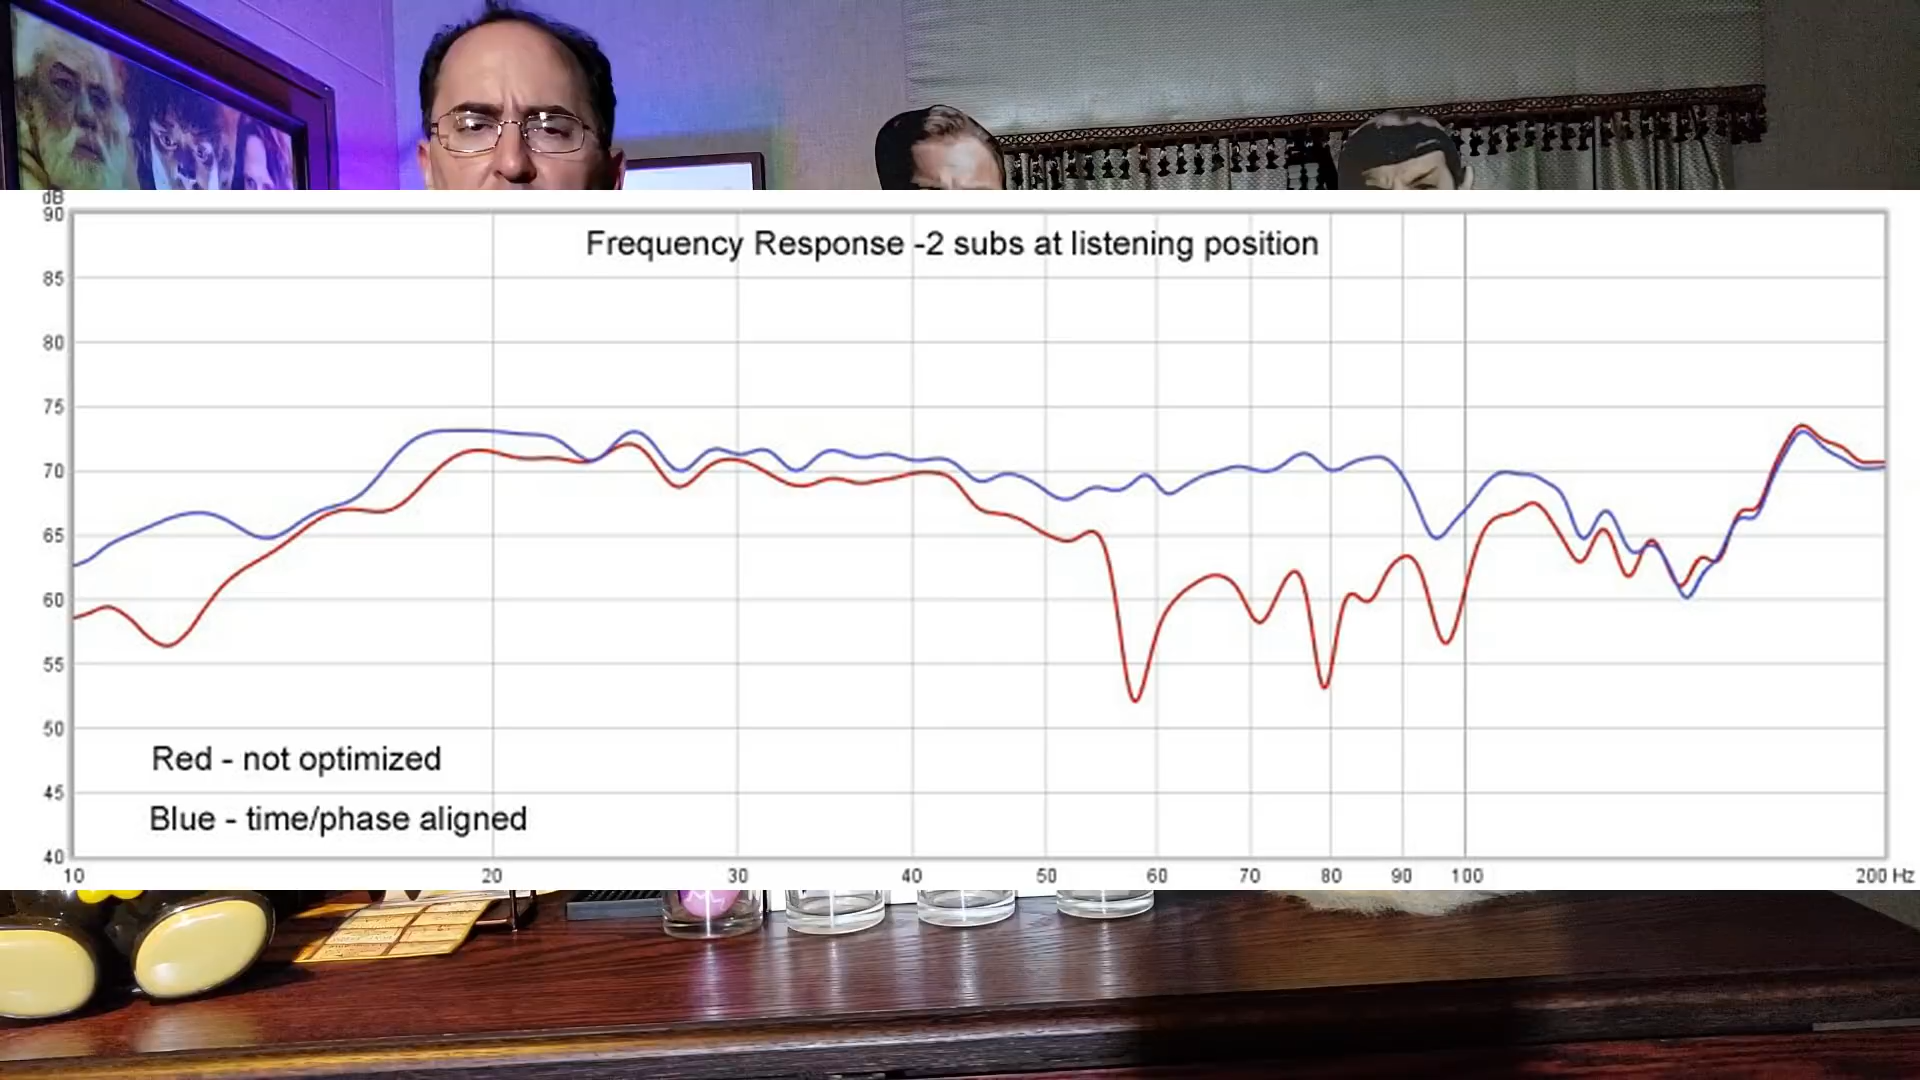 dB
90
Frequency Response -2 subs at listening position
85
80
75
70
65
60
55
50
Red - not optimized
45
Blue - time/phase aligned
40
10 20 30 40 50 60 70 80 90 100 200 Hz